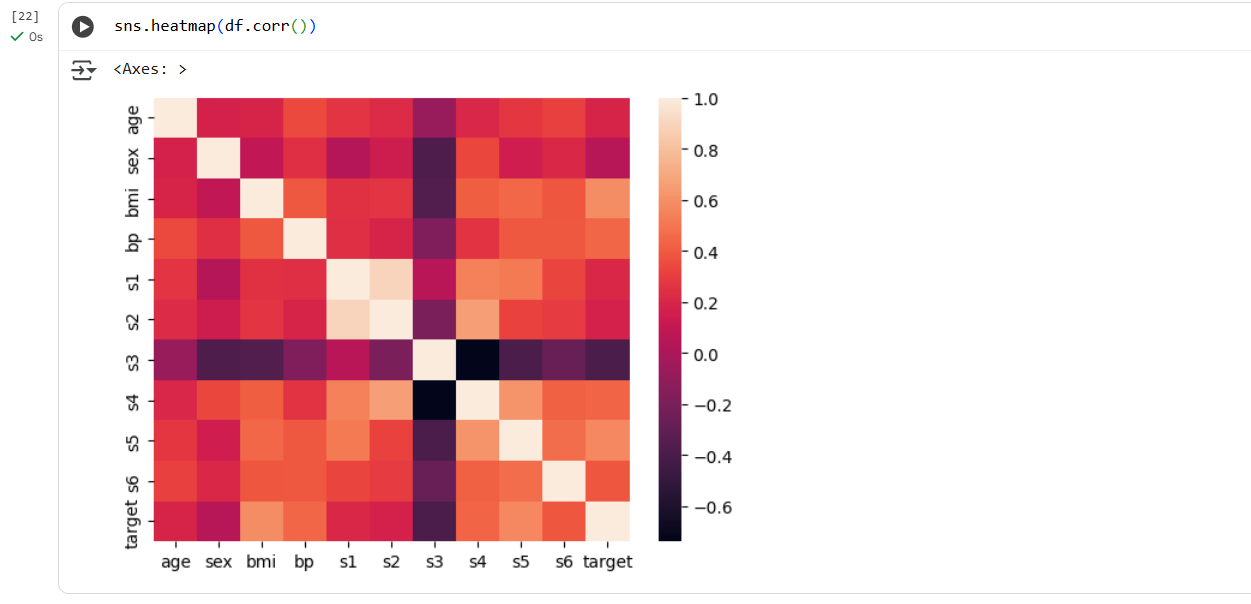 [22]
0s
sns.heatmap(df.corr())
<Axes: >
age
sex
bmi
bp
s1
s2
s3
s4
s5
s6
target
age sex bmi bp s1 s2 s3 s4 s5 s6 target
1.0
0.8
0.6
0.4
0.2
0.0
−0.2
−0.4
−0.6